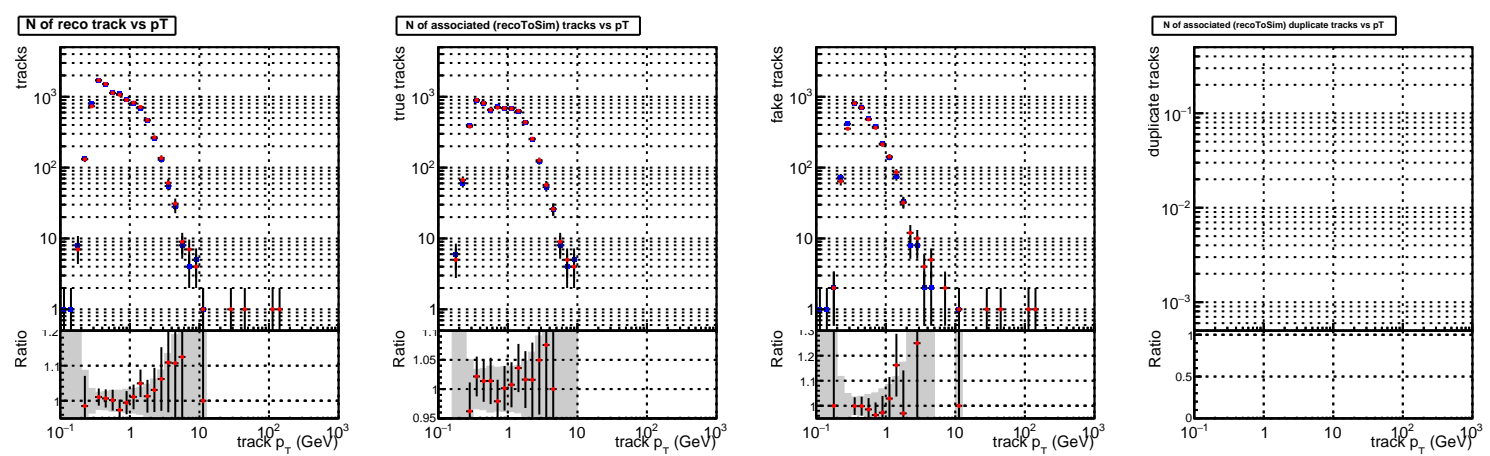 N of reco track vs pT
tracks
10³
10²
10
1
Ratio
1.2
1.1
1
10⁻¹ 1 10 10² 10³
track p_T (GeV)
N of associated (recoToSim) tracks vs pT
true tracks
10³
10²
10
1
Ratio
1.1
1.05
1
0.95
10⁻¹ 1 10 10² 10³
track p_T (GeV)
fake tracks
10³
10²
10
1
Ratio
1.3
1.2
1.1
1
10⁻¹ 1 10 10² 10³
track p_T (GeV)
N of associated (recoToSim) duplicate tracks vs pT
duplicate tracks
10⁻¹
10⁻²
10⁻³
Ratio
1
0.5
0
10⁻¹ 1 10 10² 10³
track p_T (GeV)